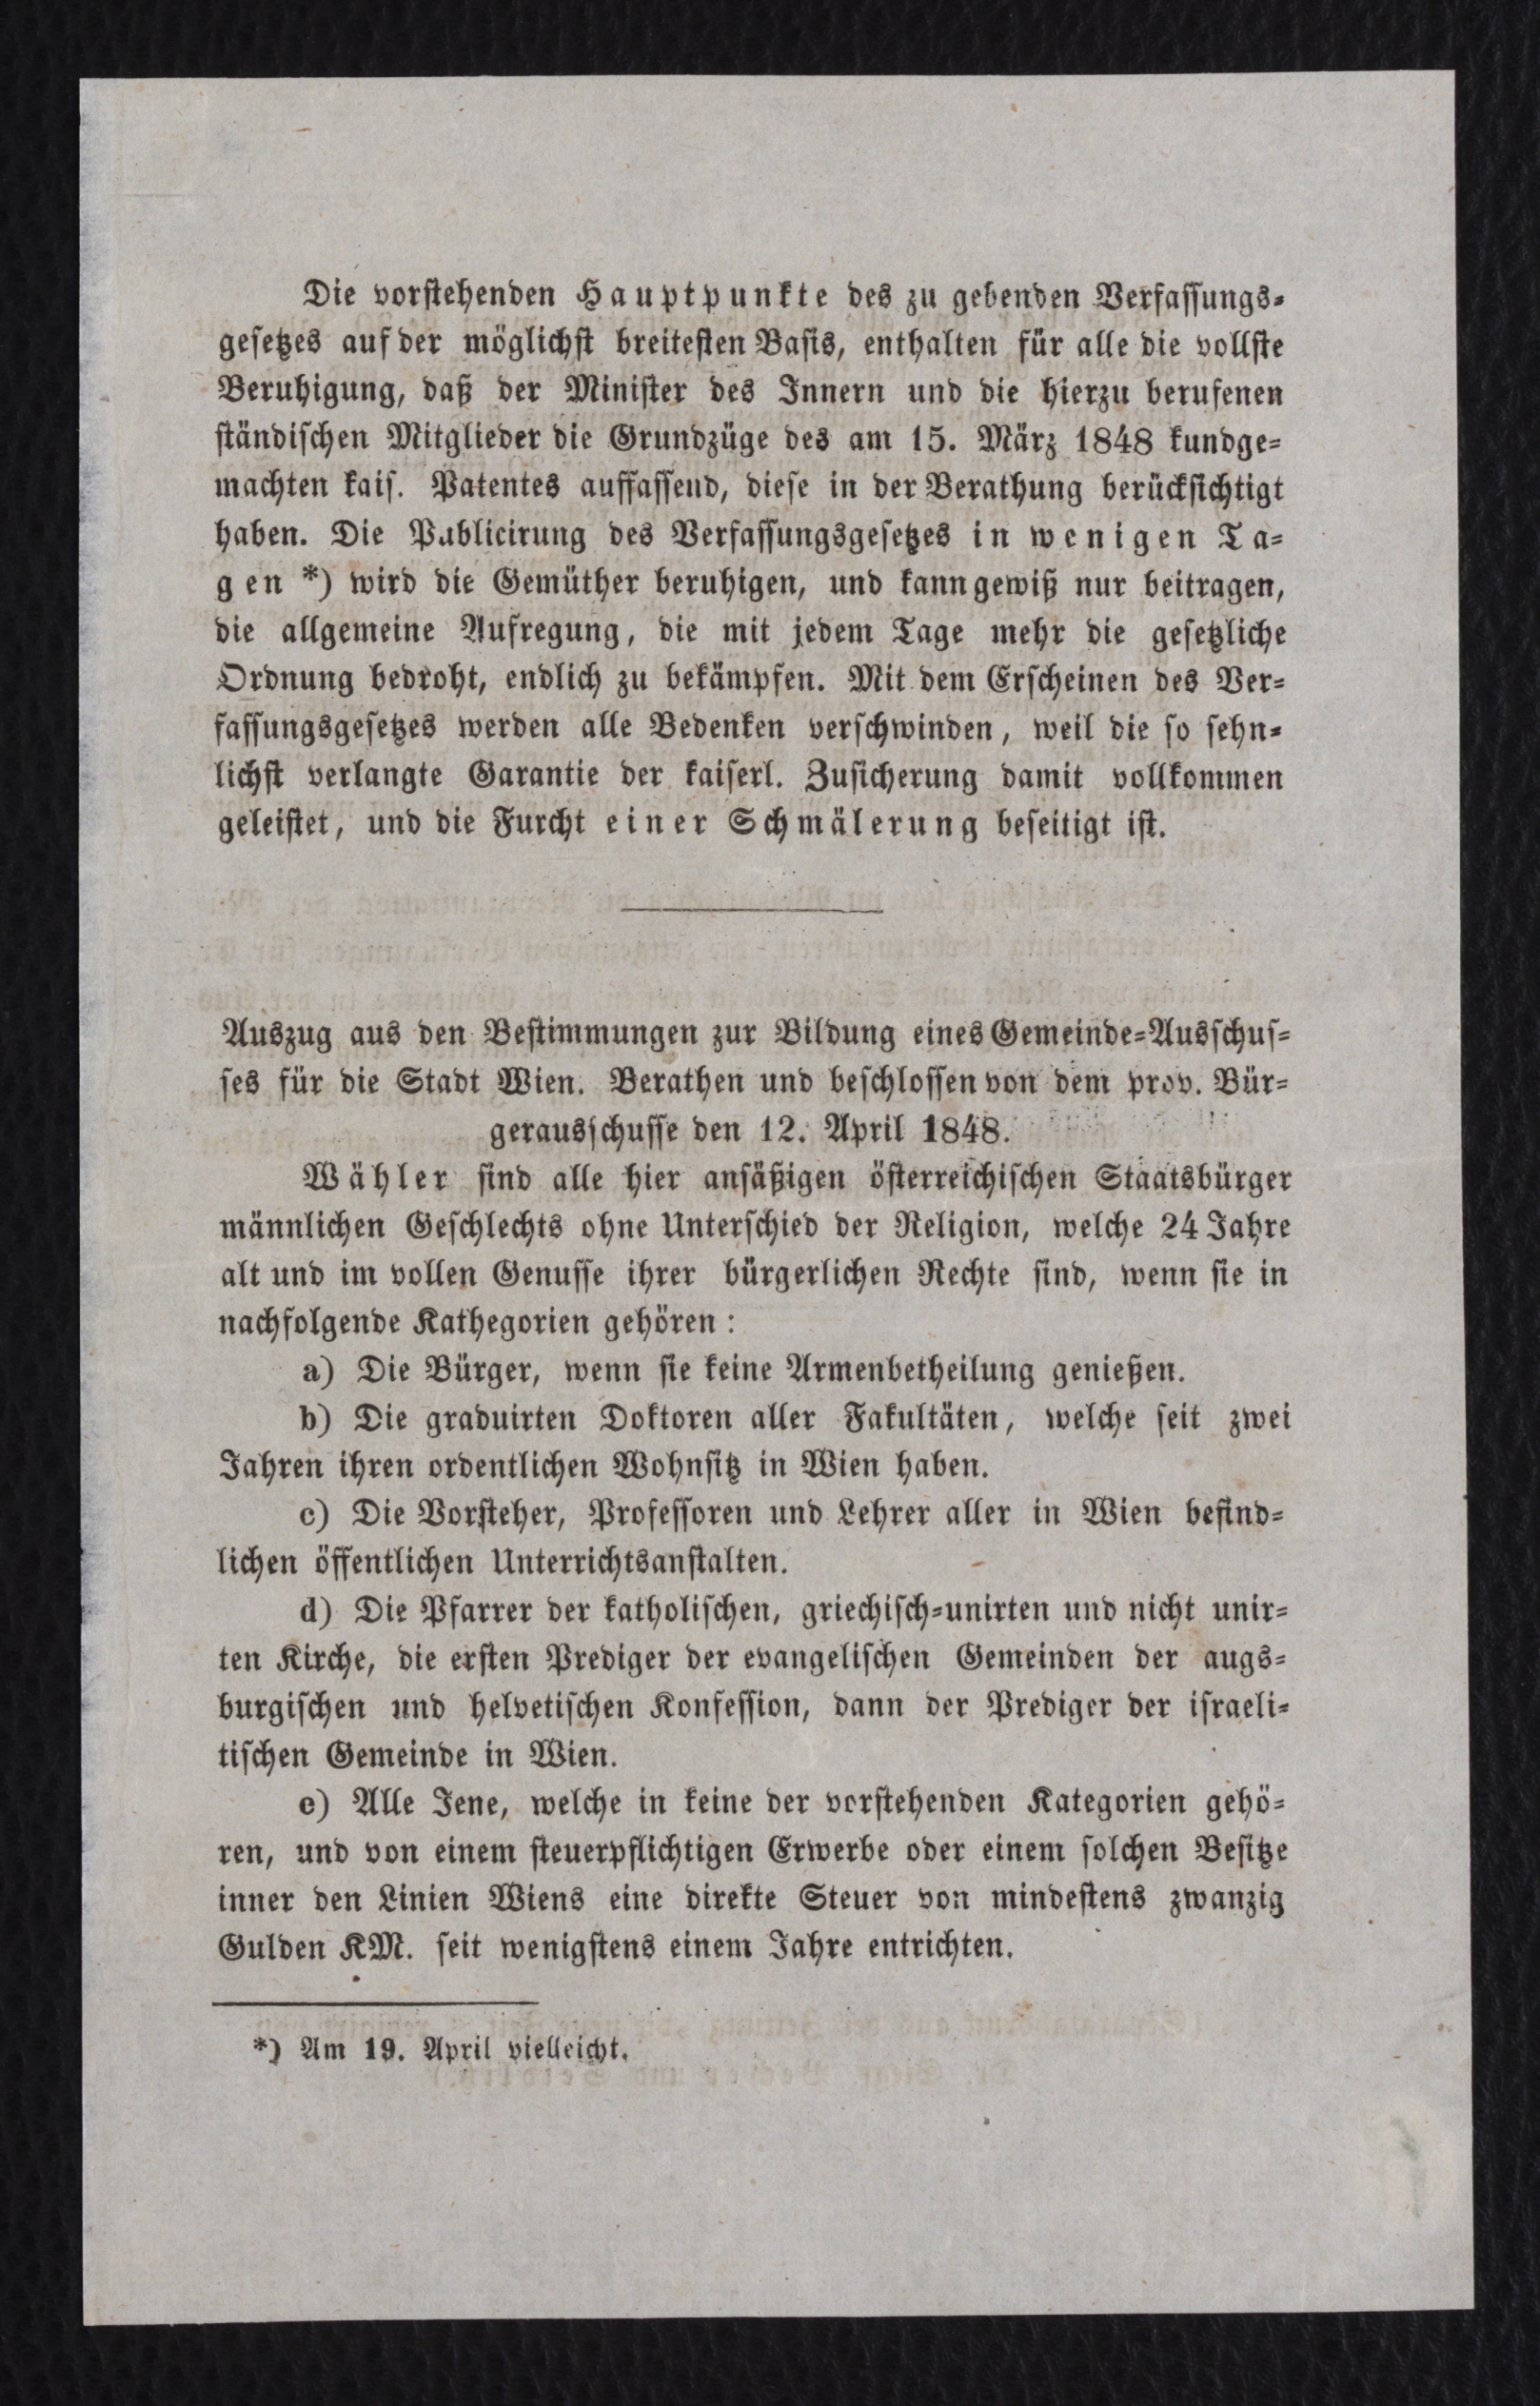 Die vorstehenden Hauptpunkte des zu gebenden Verfassungs-
gesetzes auf der möglichst breitesten Basis, enthalten für alle die vollste
Beruhigung, daß der Minister des Innern und die hierzu berufenen
ständischen Mitglieder die Grundzüge des am 15. März 1848 kundge-
machten kais. Patentes auffassend, diese in der Berathung berücksichtigt
haben. Die Publicirung des Verfassungsgesetzes in wenigen Ta-
gen *) wird die Gemüther beruhigen, und kann gewiß nur beitragen,
die allgemeine Aufregung, die mit jedem Tage mehr die gesetzliche
Ordnung bedroht, endlich zu bekämpfen. Mit dem Erscheinen des Ver-
fassungsgesetzes werden alle Bedenken verschwinden, weil die so sehn-
lichst verlangte Garantie der kaiserl. Zusicherung damit vollkommen
geleistet, und die Furcht einer Schmälerung beseitigt ist.
Auszug aus den Bestimmungen zur Bildung eines Gemeinde-Ausschus-
ses für die Stadt Wien. Berathen und beschlossen von dem prov. Bür-
gerausschusse den 12. April 1848.
Wähler sind alle hier ansäßigen österreichischen Staatsbürger
männlichen Geschlechts ohne Unterschied der Religion, welche 24 Jahre
alt und im vollen Genusse ihrer bürgerlichen Rechte sind, wenn sie in
nachfolgende Kathegorien gehören:
a) Die Bürger, wenn sie keine Armenbetheilung genießen.
b) Die graduirten Doktoren aller Fakultäten, welche seit zwei
Jahren ihren ordentlichen Wohnsitz in Wien haben.
c) Die Vorsteher, Professoren und Lehrer aller in Wien befind-
lichen öffentlichen Unterrichtsanstalten.
d) Die Pfarrer der katholischen, griechisch-unirten und nicht unir-
ten Kirche, die ersten Prediger der evangelischen Gemeinden der augs-
burgischen und helvetischen Konfession, dann der Prediger der israeli-
tischen Gemeinde in Wien.
e) Alle Jene, welche in keine der vorstehenden Kategorien gehö-
ren, und von einem steuerpflichtigen Erwerbe oder einem solchen Besitze
inner den Linien Wiens eine direkte Steuer von mindestens zwanzig
Gulden KM. seit wenigstens einem Jahre entrichten.
*) Am 19. April vielleicht.